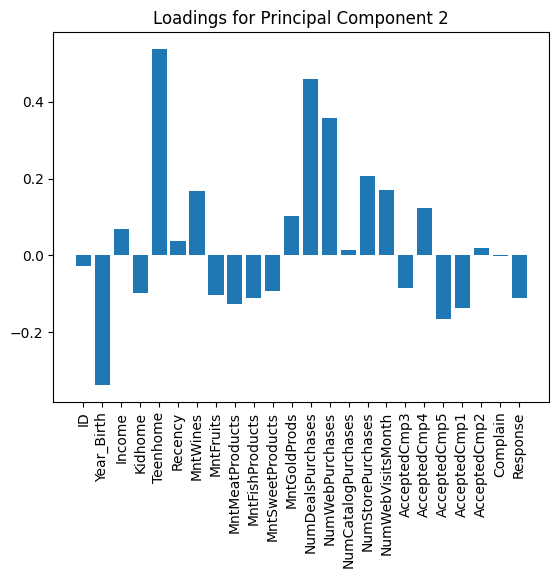 Loadings for Principal Component 2
0.4
0.2
0.0
−0.2
ID
Year_Birth
Income
Kidhome
Teenhome
Recency
MntWines
MntFruits
MntMeatProducts
MntFishProducts
MntSweetProducts
MntGoldProds
NumDealsPurchases
NumWebPurchases
NumCatalogPurchases
NumStorePurchases
NumWebVisitsMonth
AcceptedCmp3
AcceptedCmp4
AcceptedCmp5
AcceptedCmp1
AcceptedCmp2
Complain
Response